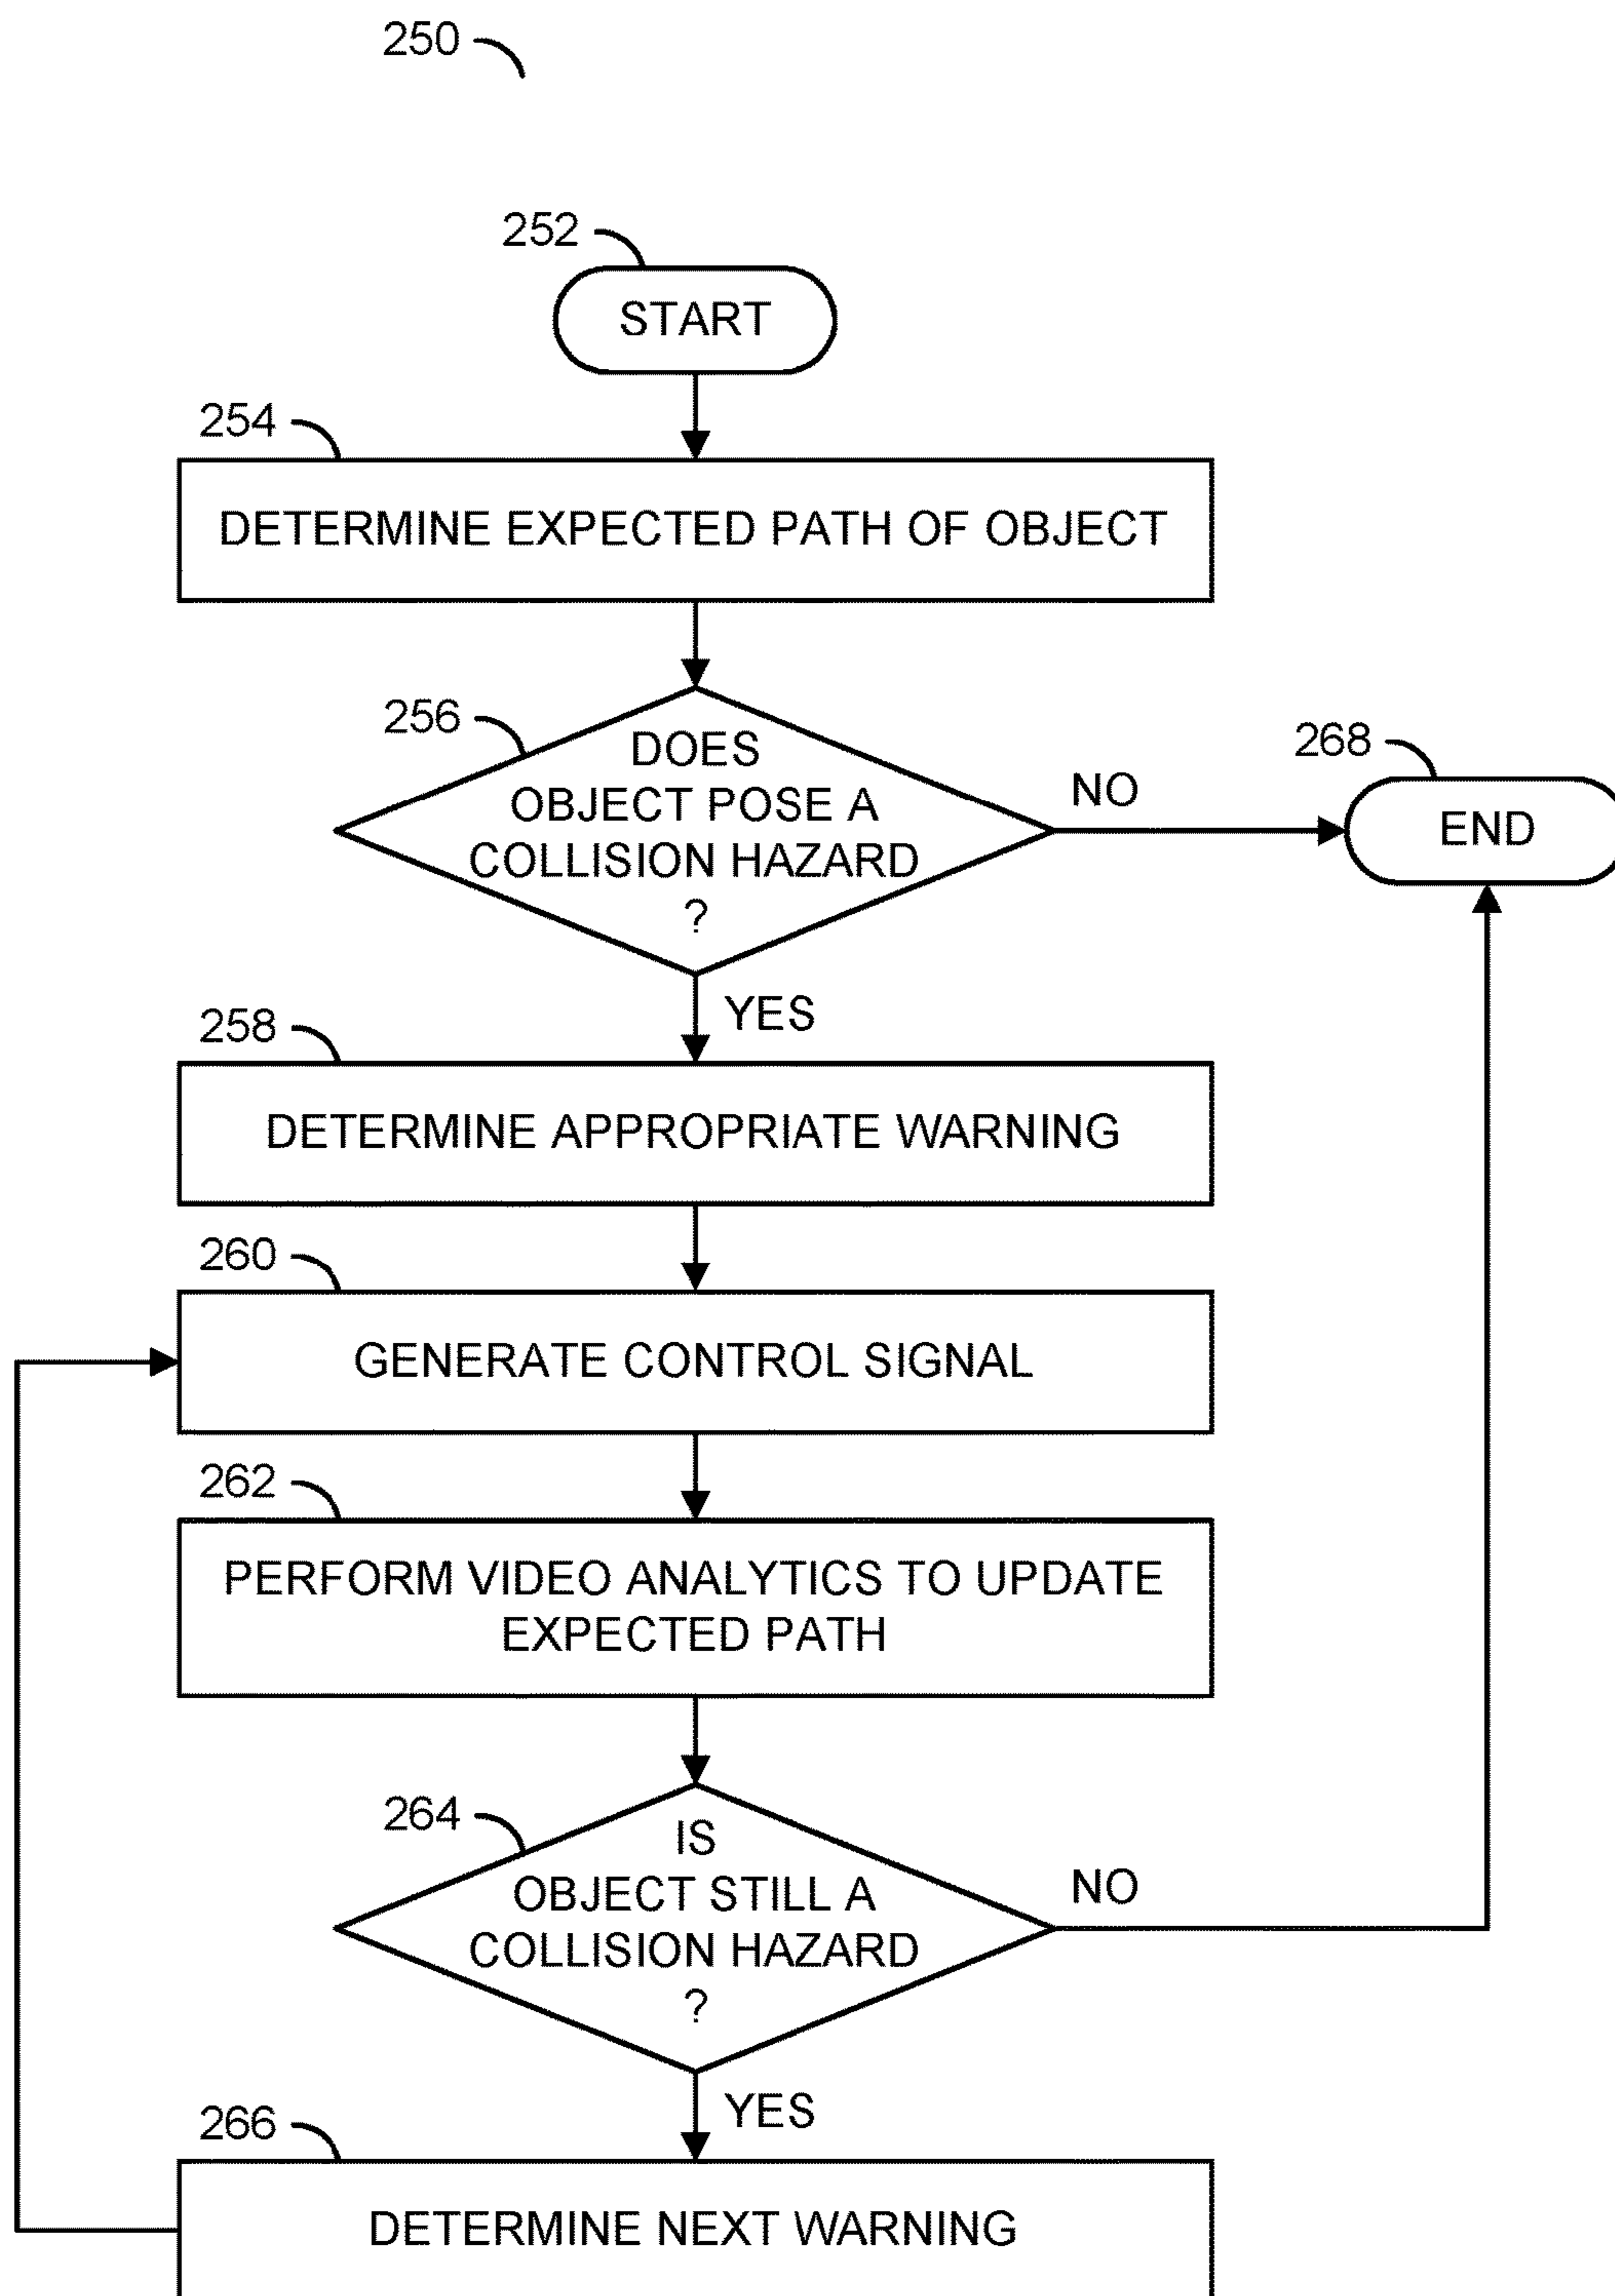 250
252
START
254
DETERMINE EXPECTED PATH OF OBJECT
256
DOES
OBJECT POSE A
COLLISION HAZARD
?
NO
268
END
YES
258
DETERMINE APPROPRIATE WARNING
260
GENERATE CONTROL SIGNAL
262
PERFORM VIDEO ANALYTICS TO UPDATE
EXPECTED PATH
264
IS
OBJECT STILL A
COLLISION HAZARD
?
NO
YES
266
DETERMINE NEXT WARNING